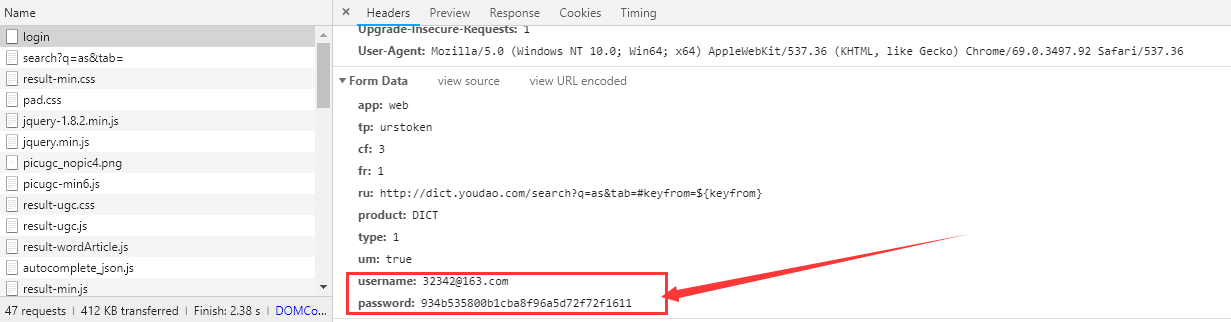 Name
× Headers Preview Response Cookies Timing
login
search?q=as&tab=
result-min.css
pad.css
jquery-1.8.2.min.js
jquery.min.js
picugc_nopic4.png
picugc-min6.js
result-ugc.css
result-ugc.js
result-wordArticle.js
autocomplete_json.js
result-min.js
47 requests | 412 KB transferred | Finish: 2.38 s | DOMCo...
Upgrade-Insecure-Requests: 1
User-Agent: Mozilla/5.0 (Windows NT 10.0; Win64; x64) AppleWebKit/537.36 (KHTML, like Gecko) Chrome/69.0.3497.92 Safari/537.36
Form Data view source view URL encoded
app: web
tp: urstoken
cf: 3
fr: 1
ru: http://dict.youdao.com/search?q=as&tab=#keyfrom=${keyfrom}
product: DICT
type: 1
um: true
username: 32342@163.com
password: 934b535800b1cba8f96a5d72f72f1611